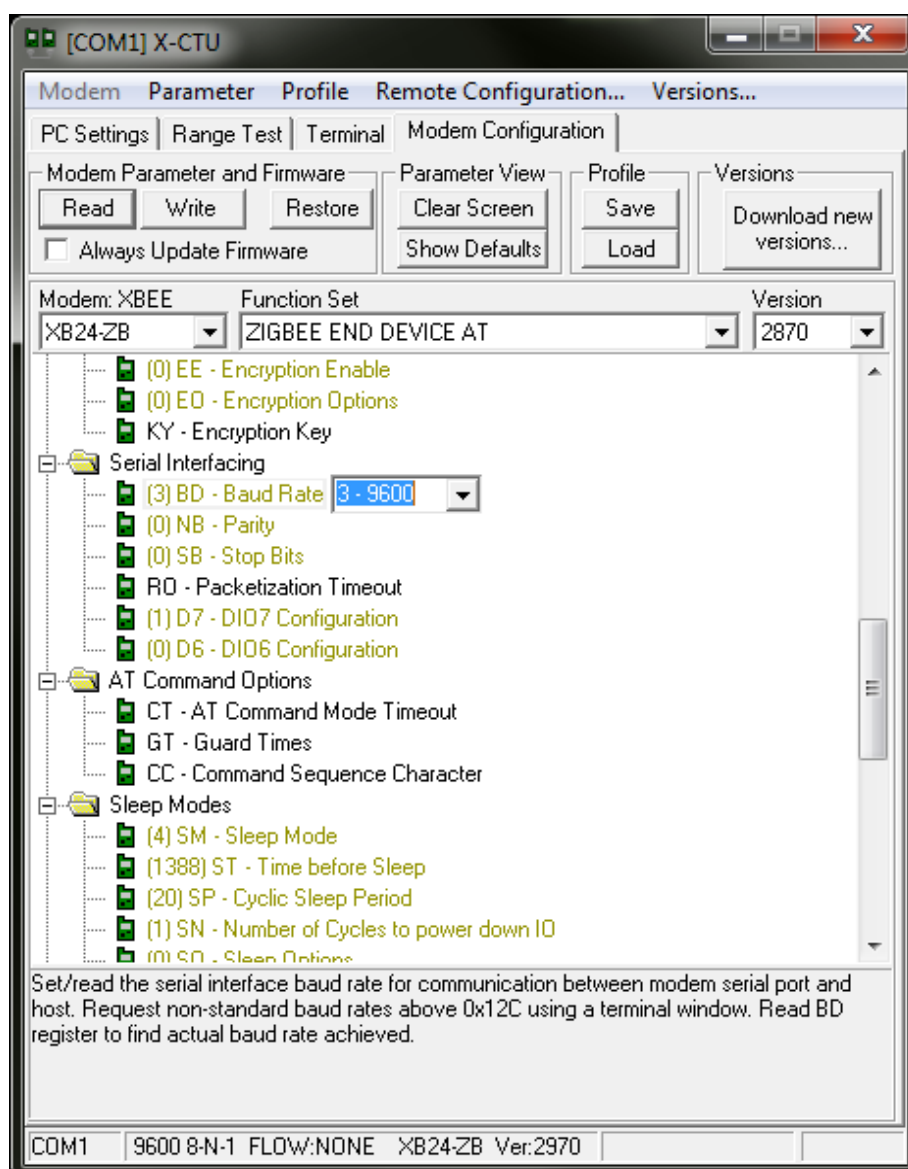 [COM1] X-CTU
Modem Parameter Profile Remote Configuration... Versions...
PC Settings Range Test Terminal Modem Configuration
Modem Parameter and Firmware Parameter View Profile Versions
Read Write Restore Clear Screen Save Download new versions...
Always Update Firmware Show Defaults Load
Modem: XBEE Function Set Version
XB24-ZB ZIGBEE END DEVICE AT 2870
(0) EE - Encryption Enable
(0) EO - Encryption Options
KY - Encryption Key
Serial Interfacing
(3) BD - Baud Rate 3 - 9600
(0) NB - Parity
(0) SB - Stop Bits
RO - Packetization Timeout
(1) D7 - DIO7 Configuration
(0) D6 - DIO6 Configuration
AT Command Options
CT - AT Command Mode Timeout
GT - Guard Times
CC - Command Sequence Character
Sleep Modes
(4) SM - Sleep Mode
(1388) ST - Time before Sleep
(20) SP - Cyclic Sleep Period
(1) SN - Number of Cycles to power down IO
(0) SO - Sleep Options
Set/read the serial interface baud rate for communication between modem serial port and
host. Request non-standard baud rates above 0x12C using a terminal window. Read BD
register to find actual baud rate achieved.
COM1 9600 8-N-1 FLOW:NONE XB24-ZB Ver:2970